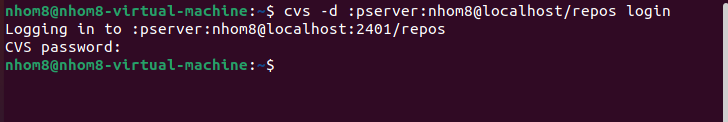 nhom8@nhom8-virtual-machine:~$ cvs -d :pserver:nhom8@localhost/repos login
Logging in to :pserver:nhom8@localhost:2401/repos
CVS password:
nhom8@nhom8-virtual-machine:~$